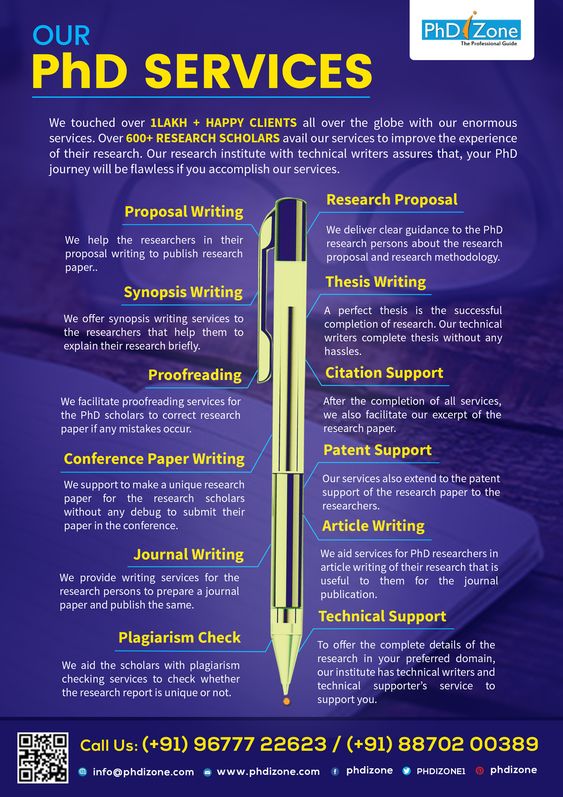 OUR
PhD SERVICES
PhD iZone
The Professional Guide
We touched over 1LAKH + HAPPY CLIENTS all over the globe with our enormous
services. Over 600+ RESEARCH SCHOLARS avail our services to improve the experience
of their research. Our research institute with technical writers assures that, your PhD
journey will be flawless if you accomplish our services.
Proposal Writing
We help the researchers in their
proposal writing to publish research
paper..
Synopsis Writing
We offer synopsis writing services to
the researchers that help them to
explain their research briefly.
Proofreading
We facilitate proofreading services for
the PhD scholars to correct research
paper if any mistakes occur.
Conference Paper Writing
We support to make a unique research
paper for the research scholars
without any debug to submit their
paper in the conference.
Journal Writing
We provide writing services for the
research persons to prepare a journal
paper and publish the same.
Plagiarism Check
We aid the scholars with plagiarism
checking services to check whether
the research report is unique or not.
Research Proposal
We deliver clear guidance to the PhD
research persons about the research
proposal and research methodology.
Thesis Writing
A perfect thesis is the successful
completion of research. Our technical
writers complete thesis without any
hassles.
Citation Support
After the completion of all services,
we also facilitate our excerpt of the
research paper.
Patent Support
Our services also extend to the patent
support of the research paper to the
researchers.
Article Writing
We aid services for PhD researchers in
article writing of their research that is
useful to them for the journal
publication.
Technical Support
To offer the complete details of the
research in your preferred domain,
our institute has technical writers and
technical supporter's service to
support you.
Call Us: (+91) 96777 22623 / (+91) 88702 00389
info@phdizone.com www.phdizone.com phdizone PHDIZONE1 phdizone